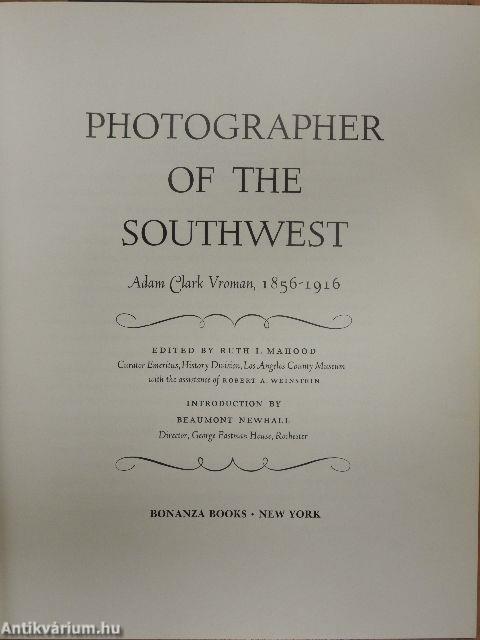 PHOTOGRAPHER
OF THE
SOUTHWEST
Adam Clark Vroman, 1856-1916
EDITED BY RUTH I. MAHOOD
Curator Emeritus, History Division, Los Angeles County Museum
with the assistance of ROBERT A. WEINSTEIN
INTRODUCTION BY
BEAUMONT NEWHALL
Director, George Eastman House, Rochester
BONANZA BOOKS • NEW YORK
Antikvárium.hu